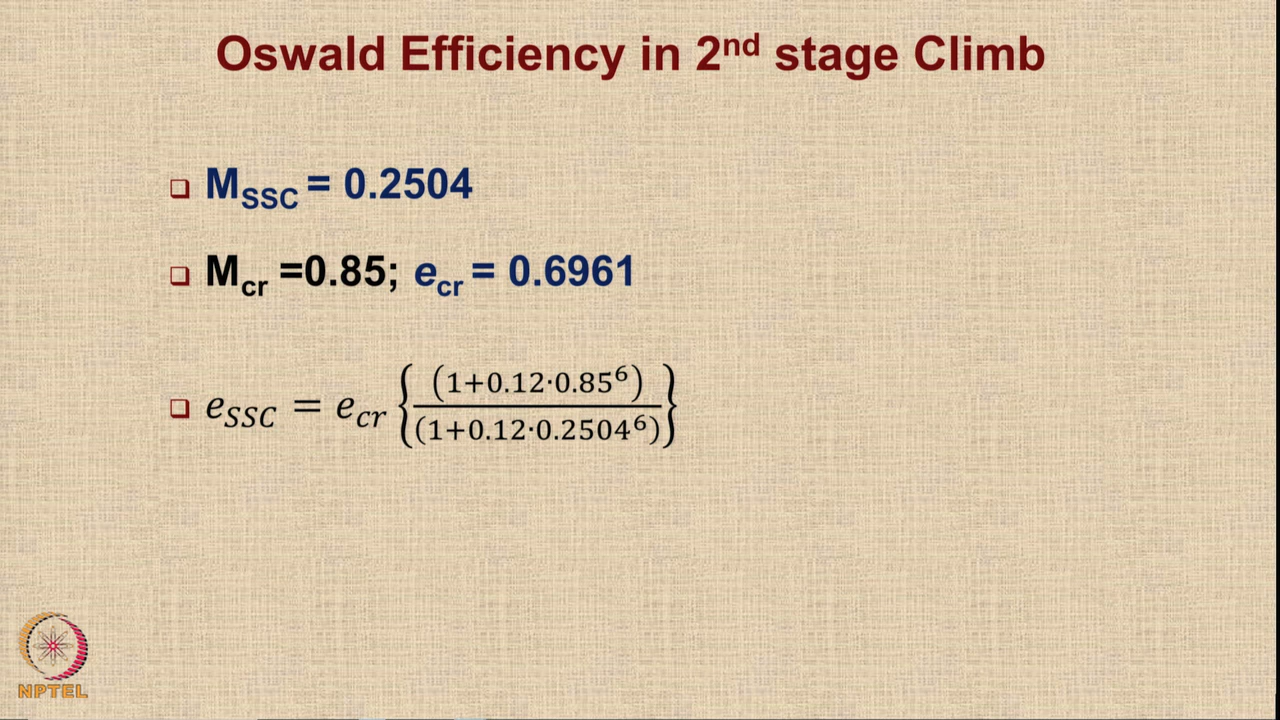 Oswald Efficiency in 2nd stage Climb
❑ M_SSC = 0.2504
❑ M_cr =0.85; e_cr = 0.6961
❑ e_SSC = e_cr {(1+0.12·0.85⁶) / (1+0.12·0.2504⁶)}
NPTEL